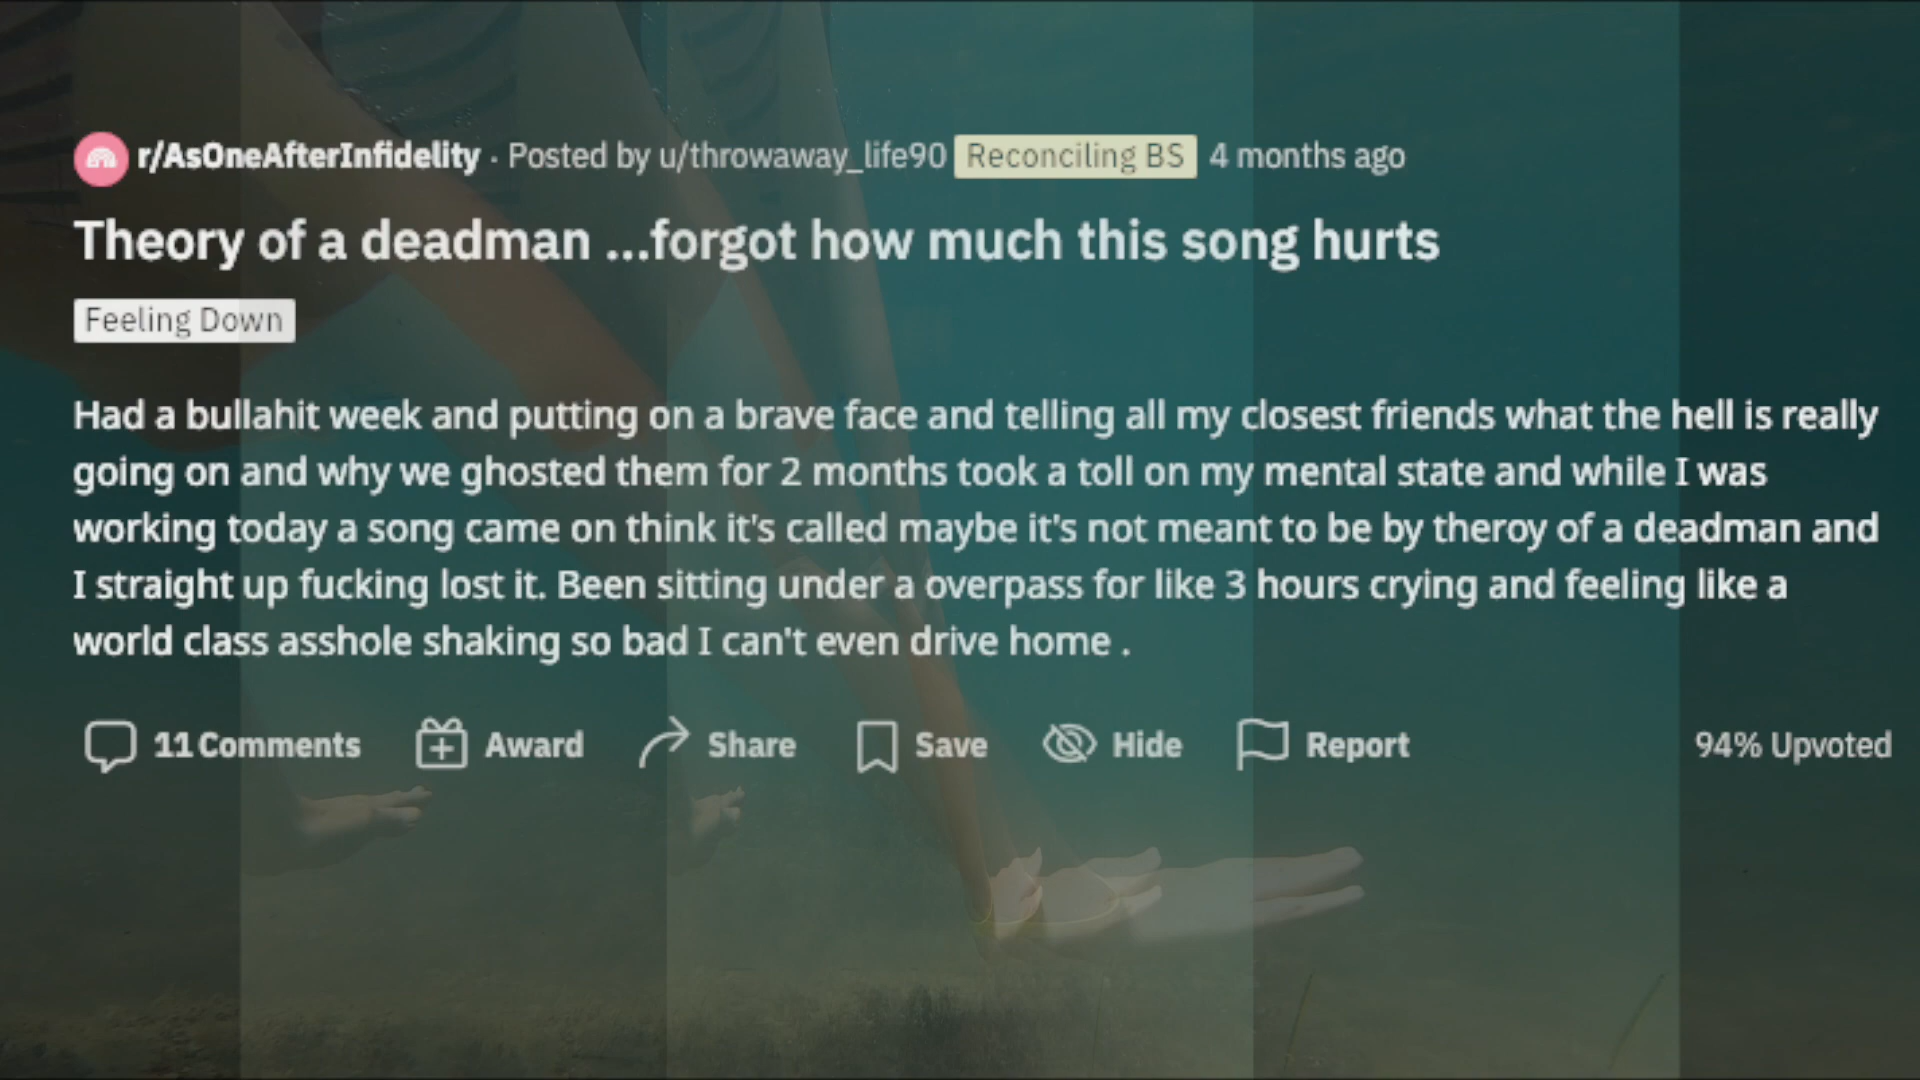 r/AsOneAfterInfidelity · Posted by u/throwaway_life90 Reconciling BS 4 months ago
Theory of a deadman ...forgot how much this song hurts
Feeling Down
Had a bullahit week and putting on a brave face and telling all my closest friends what the hell is really
going on and why we ghosted them for 2 months took a toll on my mental state and while I was
working today a song came on think it's called maybe it's not meant to be by theroy of a deadman and
I straight up fucking lost it. Been sitting under a overpass for like 3 hours crying and feeling like a
world class asshole shaking so bad I can't even drive home .
11 Comments Award Share Save Hide Report 94% Upvoted